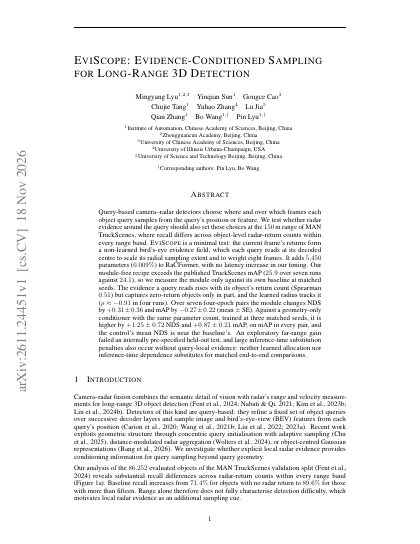 EVISCOPE: EVIDENCE-CONDITIONED SAMPLING
FOR LONG-RANGE 3D DETECTION
Mingyang Lyu1,2,3 Yinqian Sun1 Gongce Cao3
Chujie Tang1 Yuhao Zhang4 Lu Jia5
Qian Zhang1 Bo Wang1,† Pin Lyu1,†
1Institute of Automation, Chinese Academy of Sciences, Beijing, China
2Zhongguancun Academy, Beijing, China
3University of Chinese Academy of Sciences, Beijing, China
4University of Illinois Urbana-Champaign, USA
5University of Science and Technology Beijing, Beijing, China
†Corresponding authors: Pin Lyu, Bo Wang
ABSTRACT
Query-based camera–radar detectors choose where and over which frames each
object query samples from the query's position or feature. We test whether radar
evidence around the query should also set these choices at the 150 m range of MAN
TruckScenes, where recall differs across object-level radar-return counts within
every range band. EVISCOPE is a minimal test: the current frame's returns form
a non-learned bird's-eye evidence field, which each query reads at its decoded
centre to scale its radial sampling extent and to weight eight frames. It adds 5,450
parameters (0.009%) to RaCFormer, with no latency increase in our timing. Our
module-free recipe exceeds the published TruckScenes mAP (25.9 over seven runs
against 24.1), so we measure the module only against its own baseline at matched
seeds. The evidence a query reads rises with its object's return count (Spearman
0.51) but captures zero-return objects only in part, and the learned radius tracks it
(ρ ≈ −0.91 in four runs). Over seven four-epoch pairs the module changes NDS
by +0.31 ± 0.36 and mAP by −0.27 ± 0.22 (mean ± SE). Against a geometry-only
conditioner with the same parameter count, trained at three matched seeds, it is
higher by +1.25 ± 0.72 NDS and +0.87 ± 0.21 mAP, on mAP in every pair, and
the control's mean NDS is near the baseline's. An exploratory far-range gain
failed an internally pre-specified held-out test, and large inference-time substitution
penalties also occur without query-local evidence: neither learned allocation nor
inference-time dependence substitutes for matched end-to-end comparisons.
1 INTRODUCTION
Camera–radar fusion combines the semantic detail of vision with radar's range and velocity measure-
ments for long-range 3D object detection (Fent et al., 2024; Nabati & Qi, 2021; Kim et al., 2023b;
Lin et al., 2024b). Detectors of this kind are query-based: they refine a fixed set of object queries
over successive decoder layers and sample image and bird's-eye-view (BEV) features from each
query's position (Carion et al., 2020; Wang et al., 2021b; Liu et al., 2022; 2023a). Recent work
exploits geometric structure through concentric query initialisation with adaptive sampling (Chu
et al., 2025), distance-modulated radar aggregation (Wolters et al., 2024), or object-centred Gaussian
representations (Bang et al., 2026). We investigate whether explicit local radar evidence provides
conditioning information for query sampling beyond query geometry.
Our analysis of the 86,252 evaluated objects of the MAN TruckScenes validation split (Fent et al.,
2024) reveals substantial recall differences across radar-return counts within every range band
(Figure 1a). Baseline recall increases from 71.4% for objects with no radar return to 89.6% for those
with more than fifteen. Range alone therefore does not fully characterise detection difficulty, which
motivates local radar evidence as an additional sampling cue.
1
arXiv:2611.24451v1 [cs.CV] 18 Nov 2026